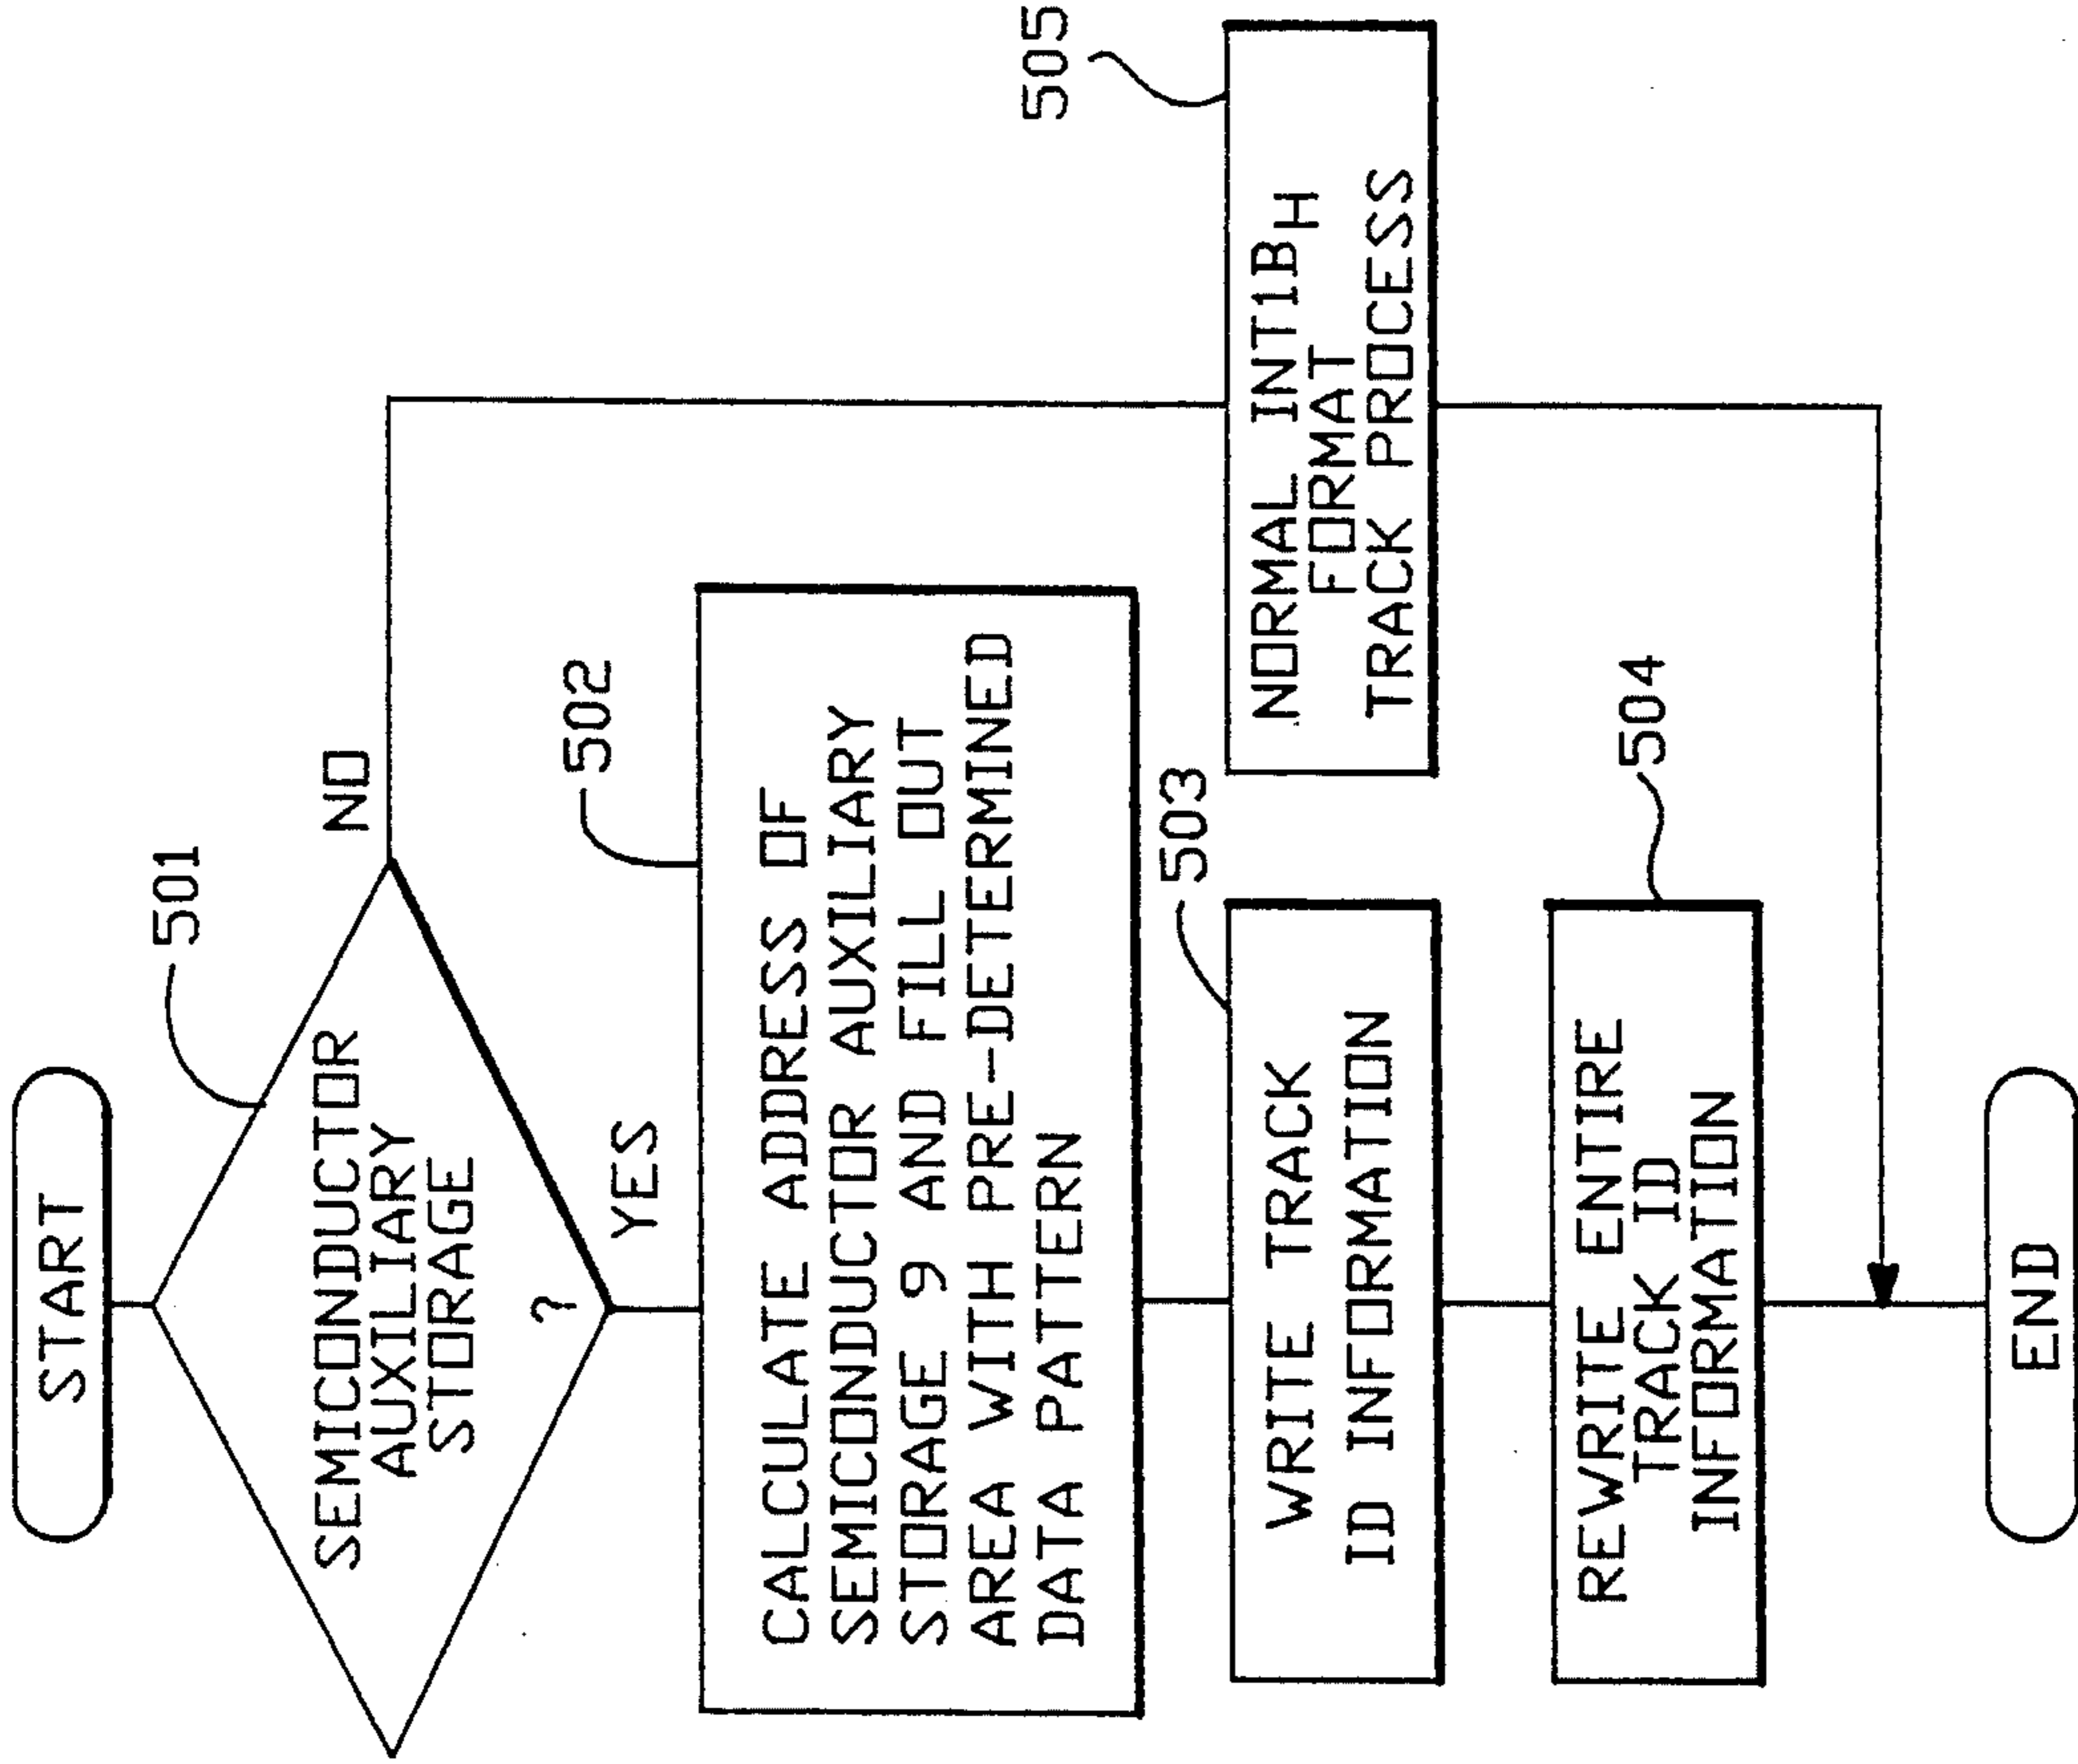 START
501
SEMICONDUCTOR
AUXILIARY
STORAGE
?
NO
YES
502
CALCULATE ADDRESS OF
SEMICONDUCTOR AUXILIARY
STORAGE 9 AND FILL OUT
AREA WITH PRE-DETERMINED
DATA PATTERN
503
WRITE TRACK
ID INFORMATION
505
NORMAL INT1BH
FORMAT
TRACK PROCESS
504
REWRITE ENTIRE
TRACK ID
INFORMATION
END